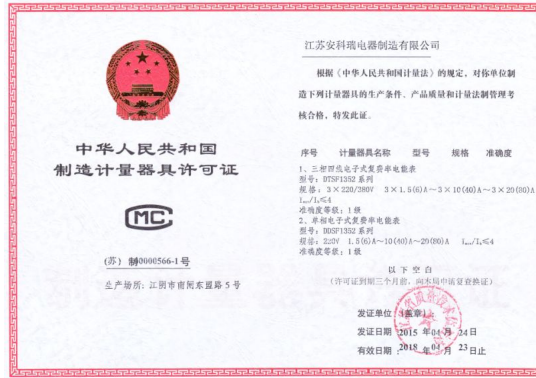 中华人民共和国
制造计量器具许可证
CMC
(苏) 制00000566-1号
生产场所: 江阴市南闸东盟路 5 号
江苏安科瑞电器制造有限公司
根据《中华人民共和国计量法》的规定，对你单位制
造下列计量器具的生产条件、产品质量和计量法制管理考
核合格，特发此证。
序号 计量器具名称 型号 规格 准确度
1、三相四线电子式复费率电能表
型号: DTSF1352 系列
规格: 3×220/380V 3×1.5(6)A～3×10(40)A～3×20(80)A
Imax/Ib≤4
准确度等级: 1 级
2、单相电子式复费率电能表
型号: DDSF1352 系列
规格: 220V 1.5(6)A～10(40)A～20(80)A Imax/Ib≤4
准确度等级: 1 级
以 下 空 白
(许可证到期三个月前，向本局申请复查换证)
发证单位 (盖章)
发证日期 2015 年 04 月 24 日
有效日期: 2018 年 04 月 23 日止